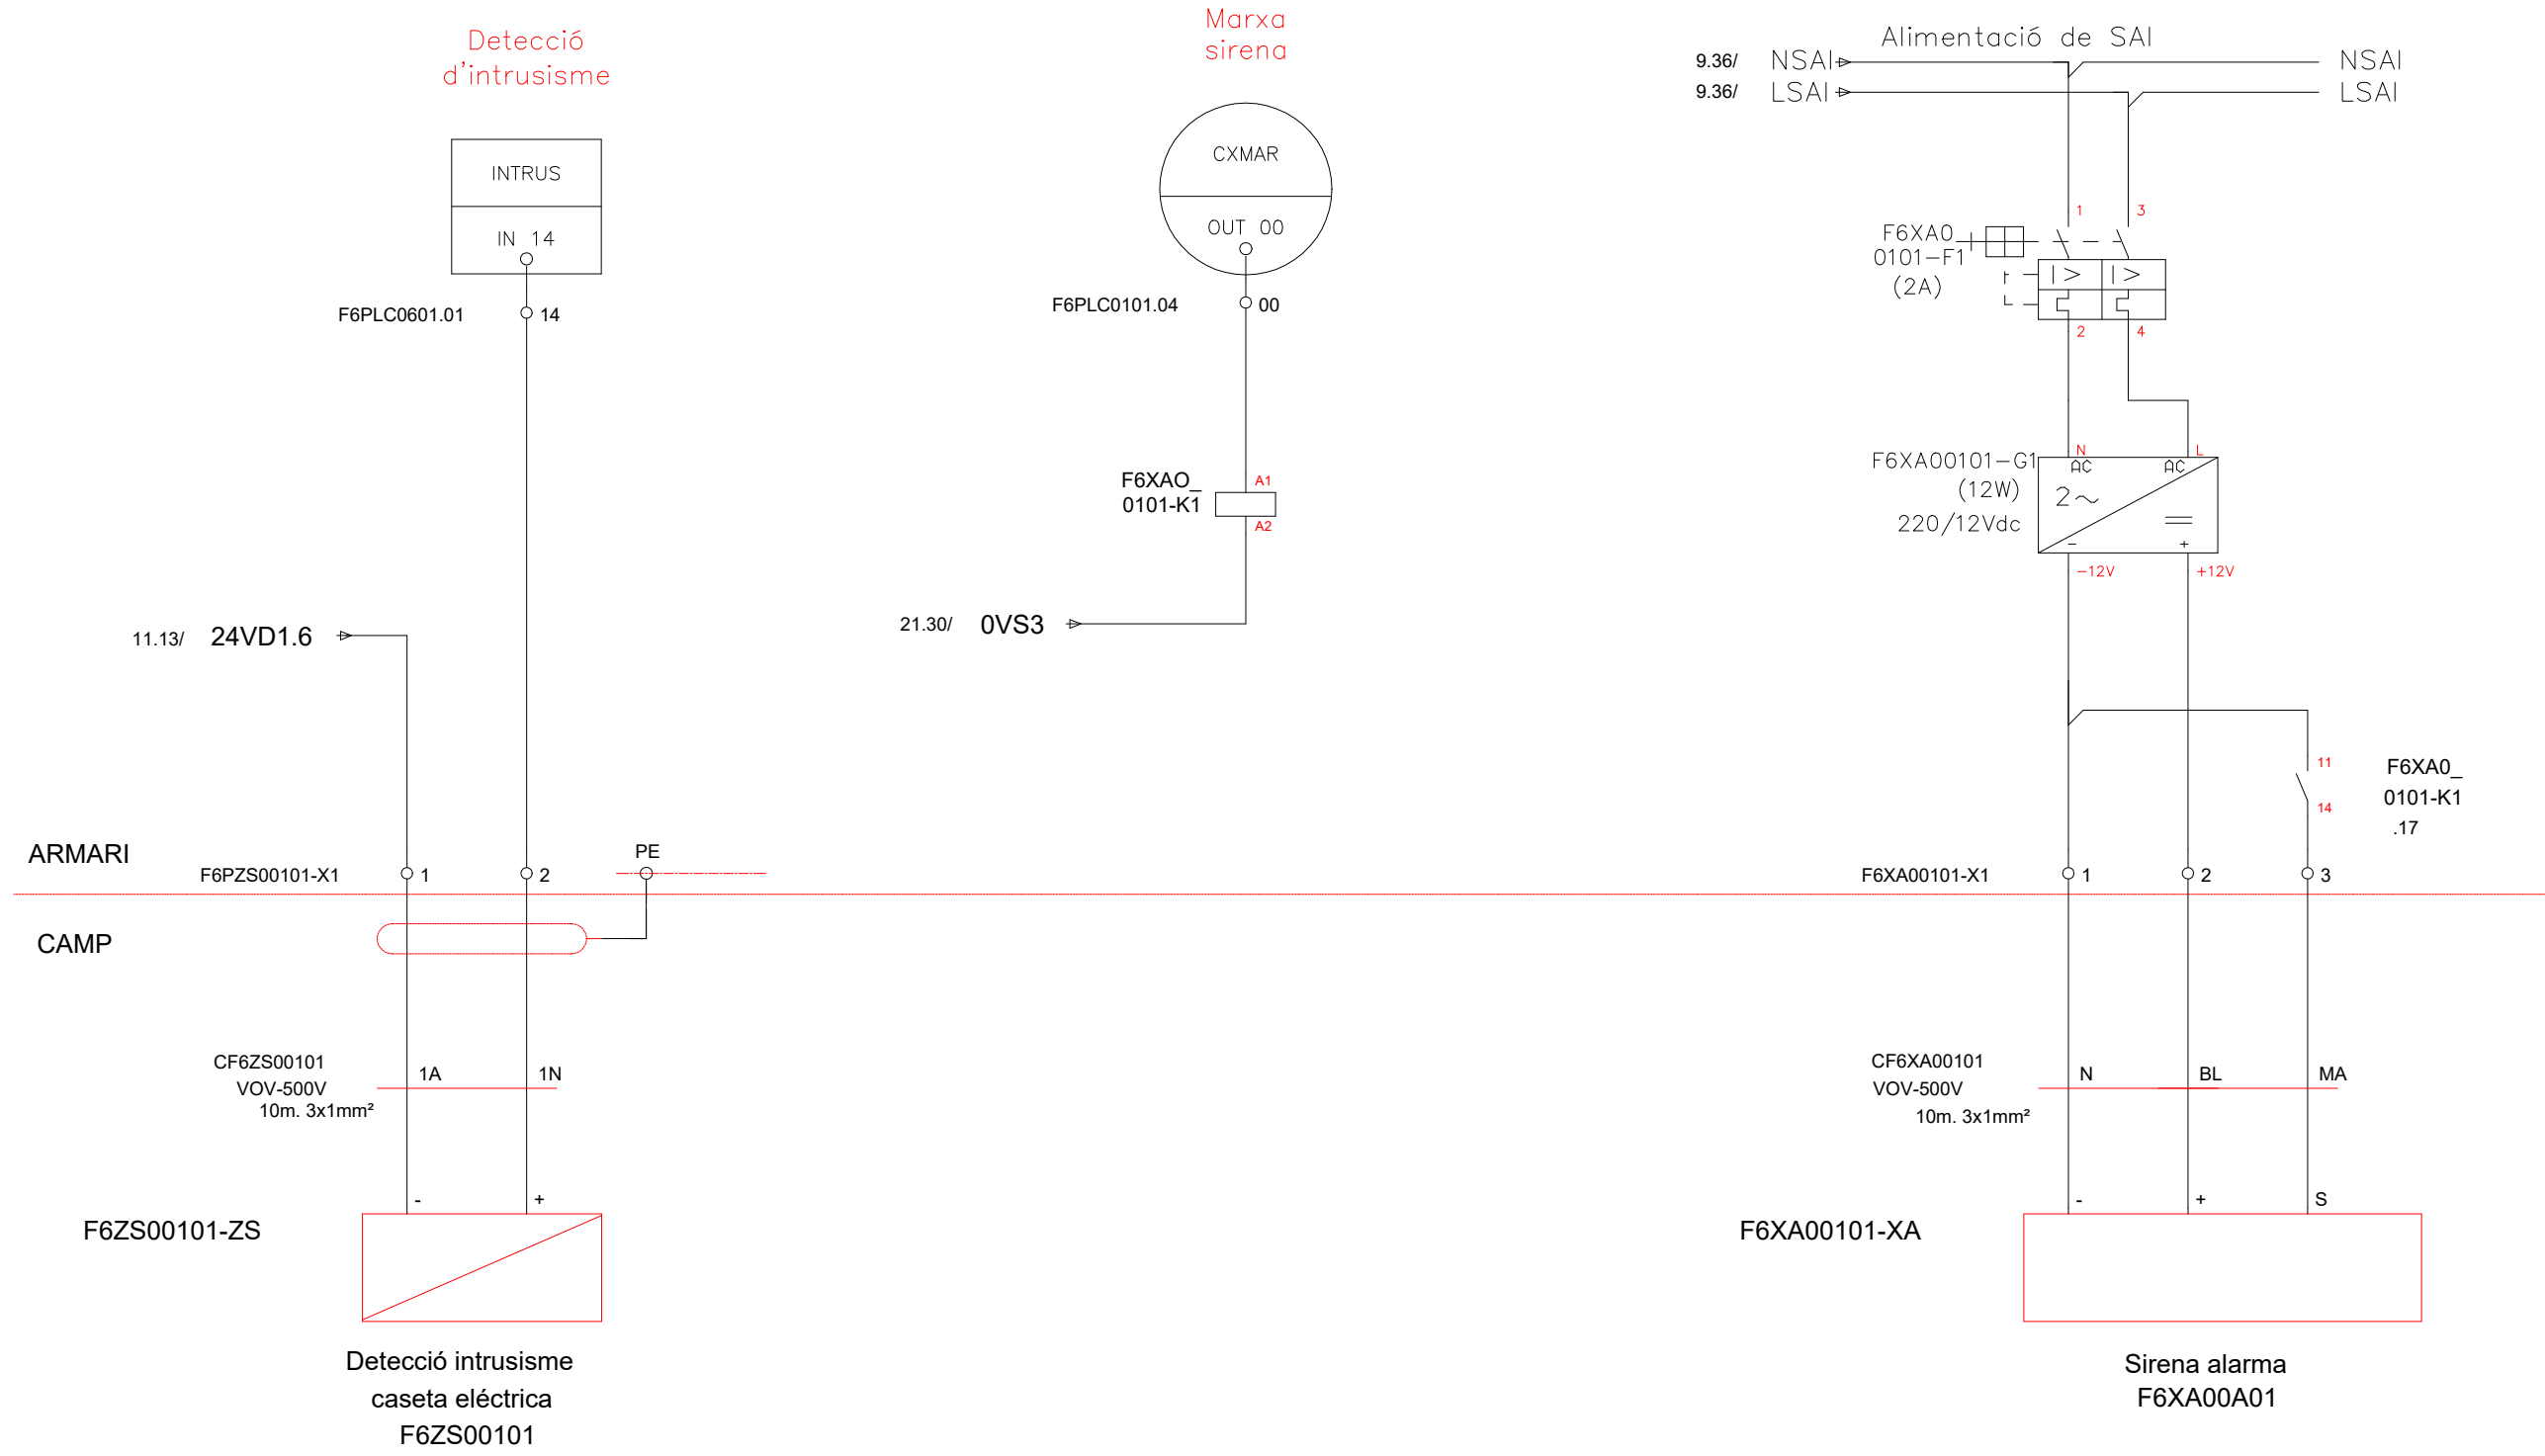 Detecció
d'intrusisme
INTRUS
IN 14
F6PLC0601.01
14
11.13/ 24VD1.6
Marxa
sirena
CXMAR
OUT 00
F6PLC0101.04
00
F6XAO_
0101-K1
A1
A2
21.30/ 0VS3
Alimentació de SAI
9.36/ NSAI
NSAI
9.36/ LSAI
LSAI
1
3
F6XA0
0101-F1
(2A)
I >
I >
2
4
N
L
F6XA00101-G1
(12W)
220/12Vdc
AC
AC
2~
-
+
-12V
+12V
11
14
F6XA0_
0101-K1
.17
ARMARI
F6PZS00101-X1
1
2
PE
F6XA00101-X1
1
2
3
CAMP
CF6ZS00101
VOV-500V
10m. 3x1mm²
1A
1N
CF6XA00101
VOV-500V
10m. 3x1mm²
N
BL
MA
-
+
F6ZS00101-ZS
-
+
S
F6XA00101-XA
Detecció intrusisme
caseta eléctrica
F6ZS00101
Sirena alarma
F6XA00A01